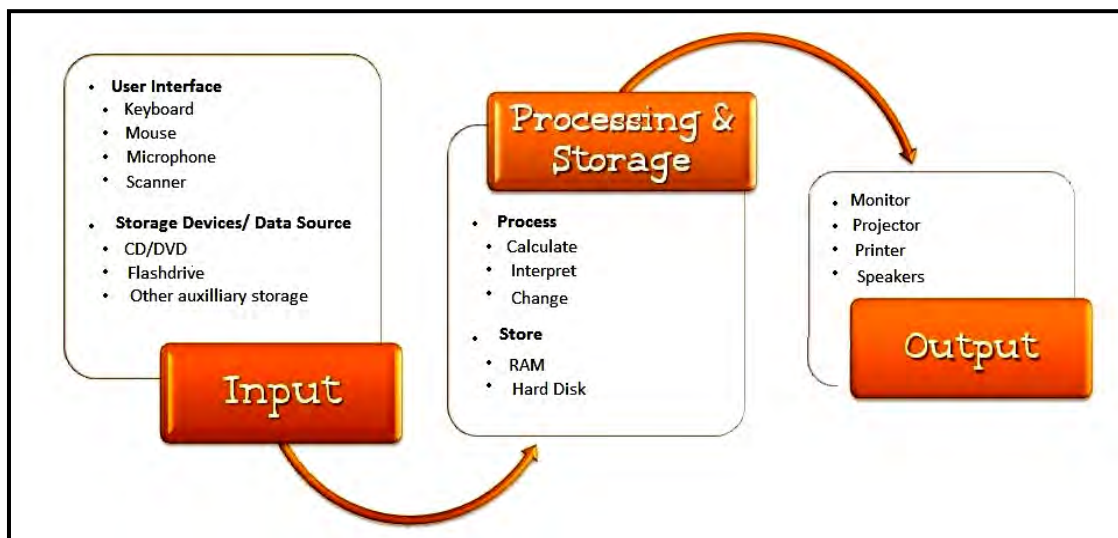 User Interface
Keyboard
Mouse
Microphone
Scanner
Storage Devices/ Data Source
CD/DVD
Flashdrive
Other auxilliary storage
Input
Processing &
Storage
Process
Calculate
Interpret
Change
Store
RAM
Hard Disk
Monitor
Projector
Printer
Speakers
Output